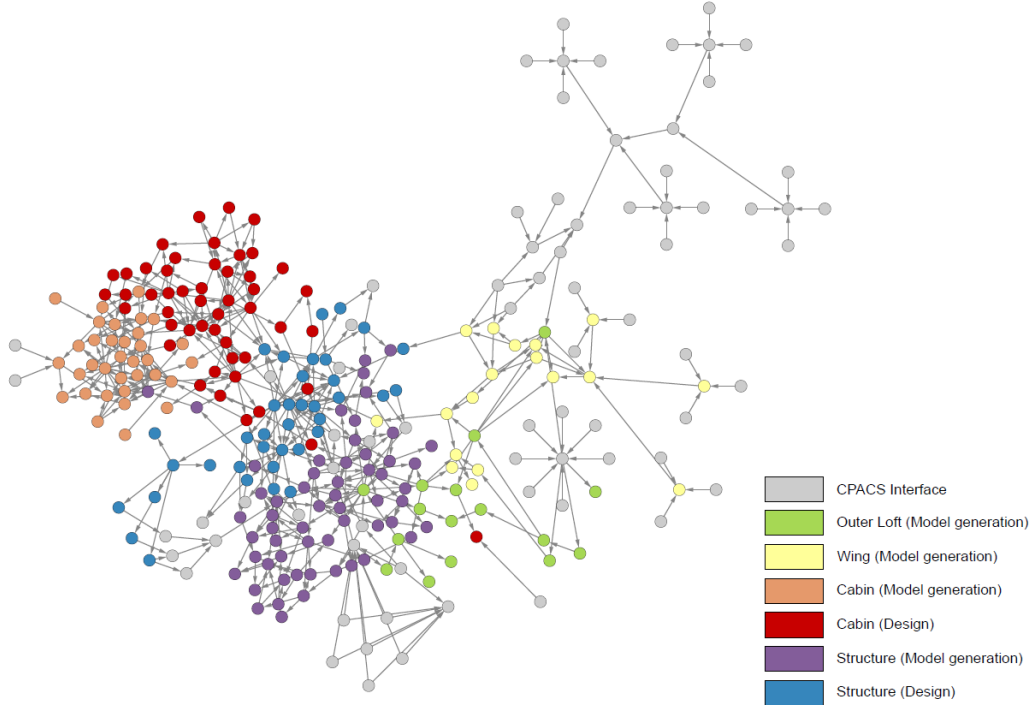 CPACS Interface
Outer Loft (Model generation)
Wing (Model generation)
Cabin (Model generation)
Cabin (Design)
Structure (Model generation)
Structure (Design)